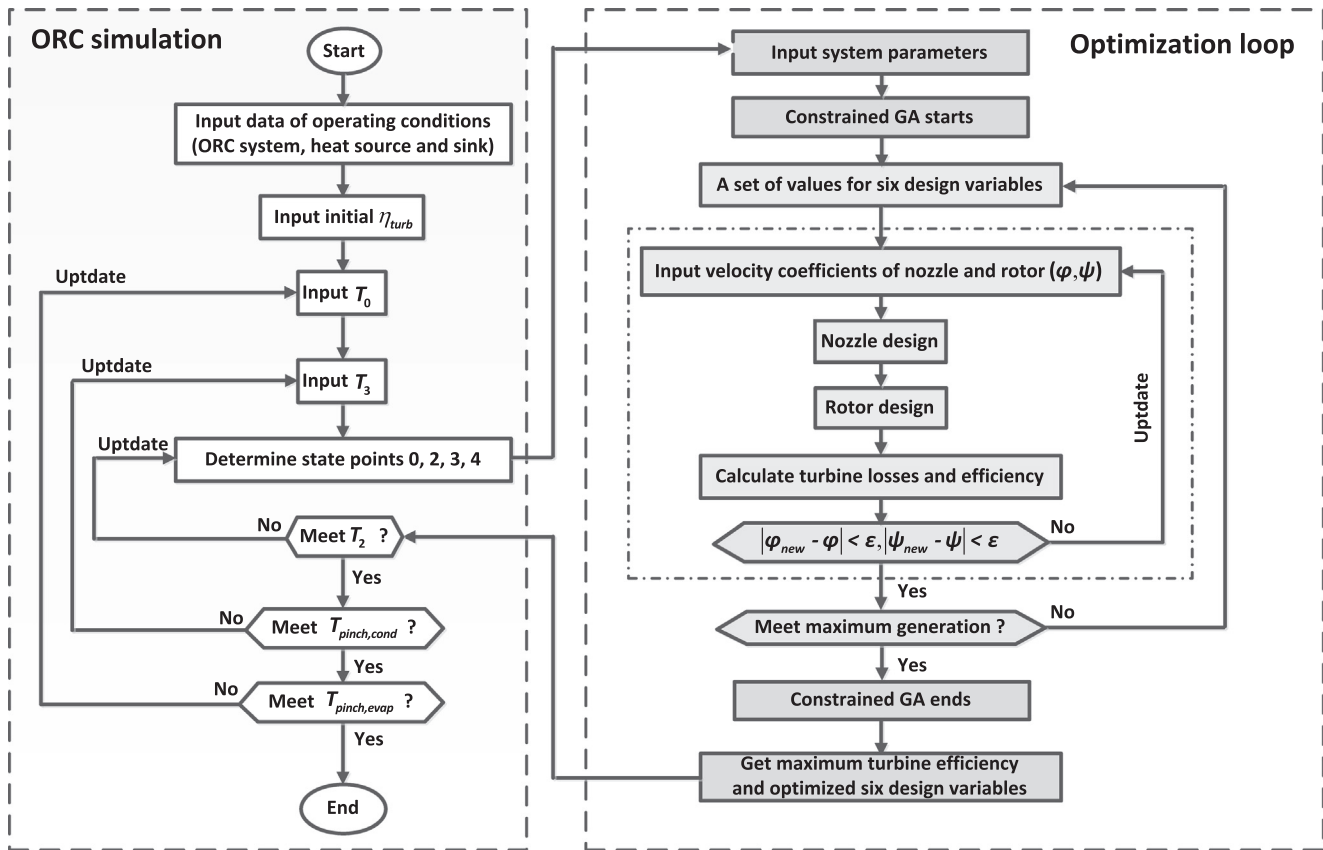 ORC simulation
Start
Input data of operating conditions
(ORC system, heat source and sink)
Input initial η_turb
Uptdate
Input T_0
Uptdate
Input T_3
Uptdate
Determine state points 0, 2, 3, 4
No
Meet T_2 ?
Yes
No
Meet T_pinch,cond ?
Yes
No
Meet T_pinch,evap ?
Yes
End
Optimization loop
Input system parameters
Constrained GA starts
A set of values for six design variables
Input velocity coefficients of nozzle and rotor (φ,ψ)
Nozzle design
Rotor design
Uptdate
Calculate turbine losses and efficiency
|φ_new - φ| < ε,|ψ_new - ψ| < ε
No
Yes
Meet maximum generation ?
No
Yes
Constrained GA ends
Get maximum turbine efficiency
and optimized six design variables